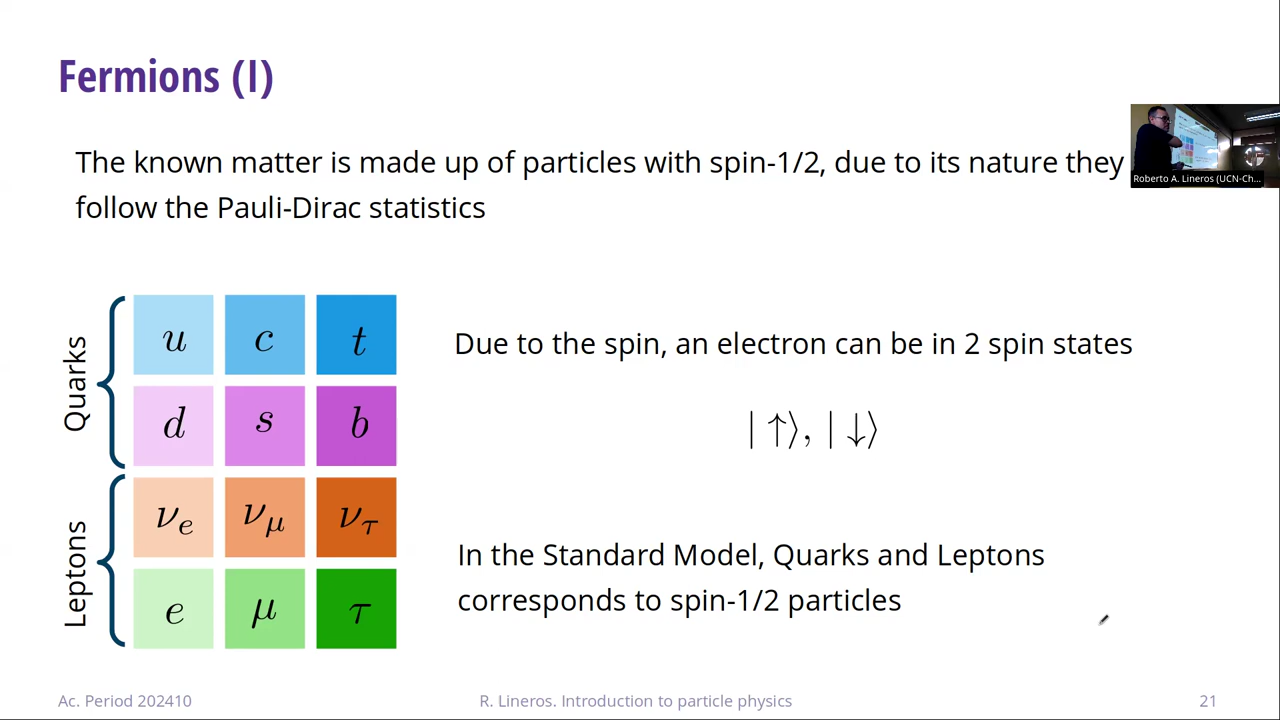 Fermions (I)
The known matter is made up of particles with spin-1/2, due to its nature they
follow the Pauli-Dirac statistics
Roberto A. Lineros (UCN-Ch...
Quarks
u c t
d s b
Leptons
νₑ ν_μ ν_τ
e μ τ
Due to the spin, an electron can be in 2 spin states
| ↑⟩, | ↓⟩
In the Standard Model, Quarks and Leptons
corresponds to spin-1/2 particles
Ac. Period 202410
R. Lineros. Introduction to particle physics
21